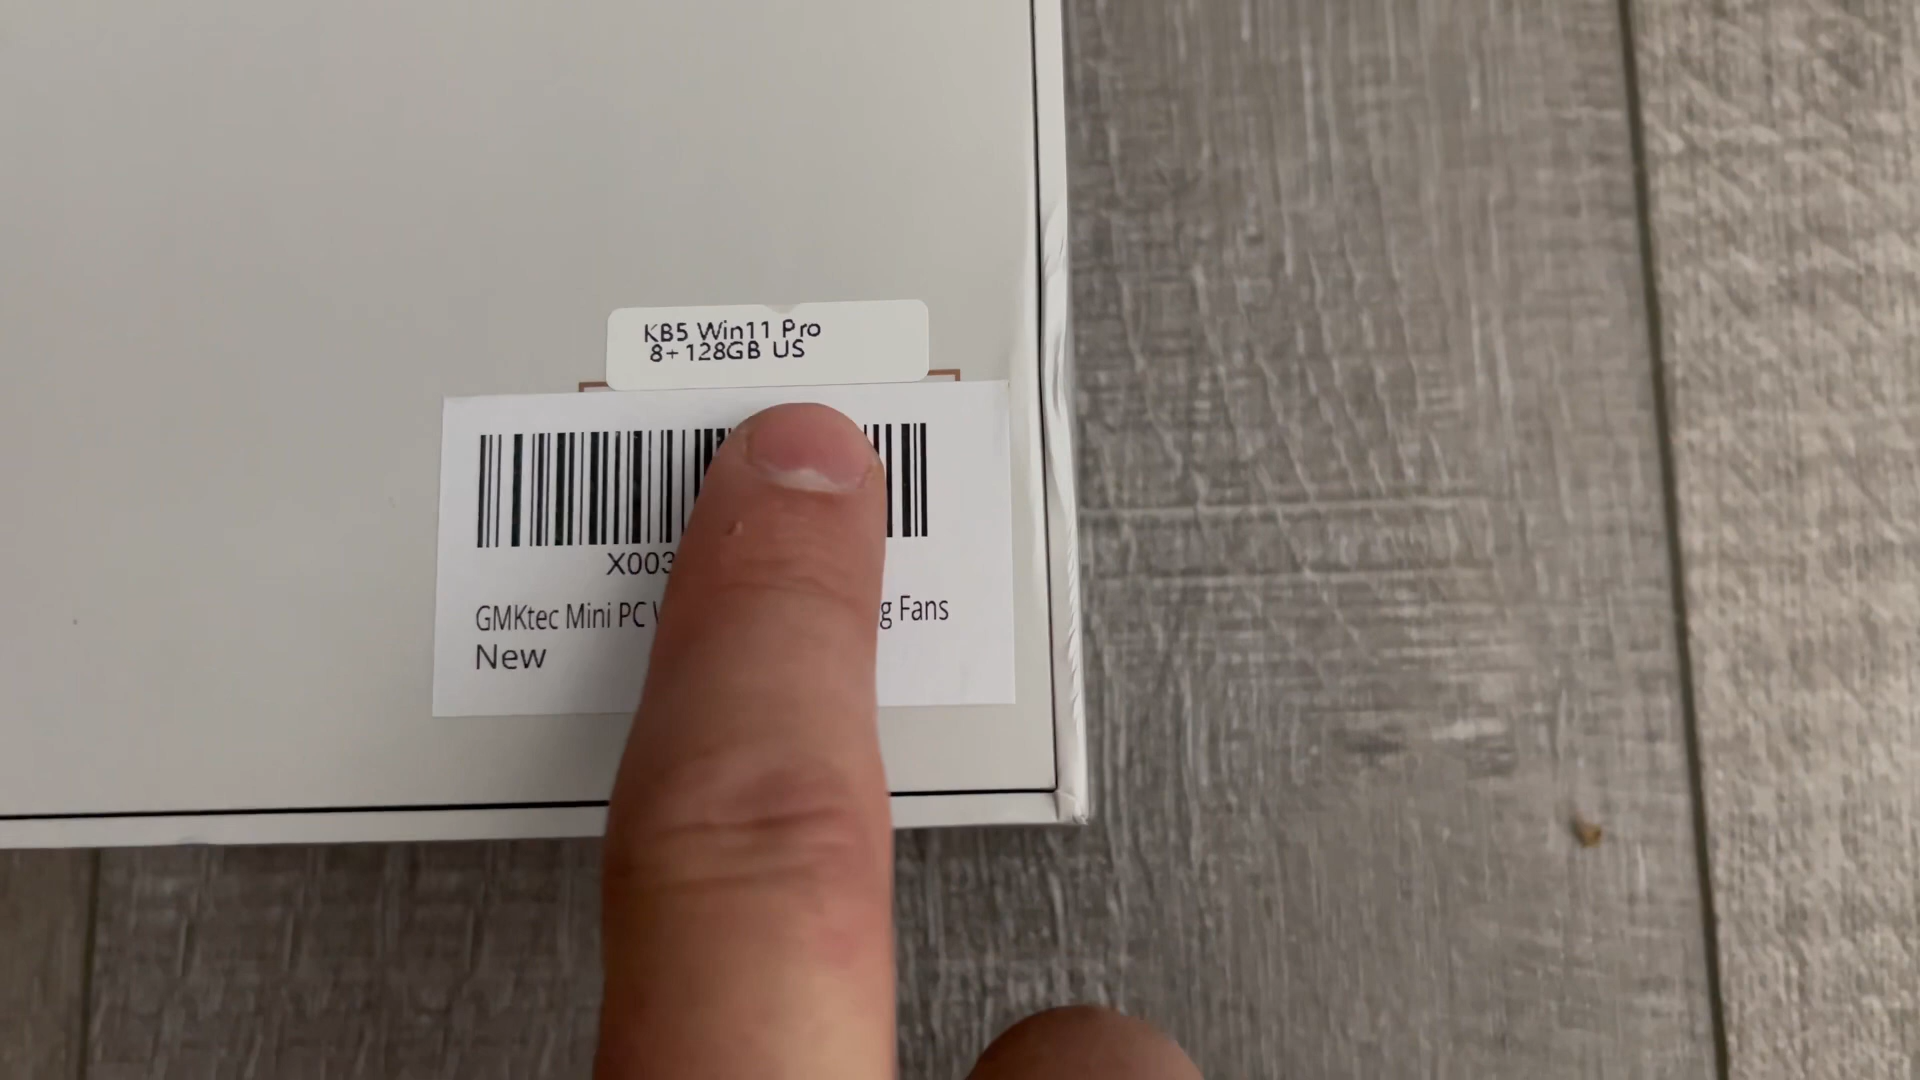 KB5 Win11 Pro
8+128GB US
X003
GMKtec Mini PC g Fans
New